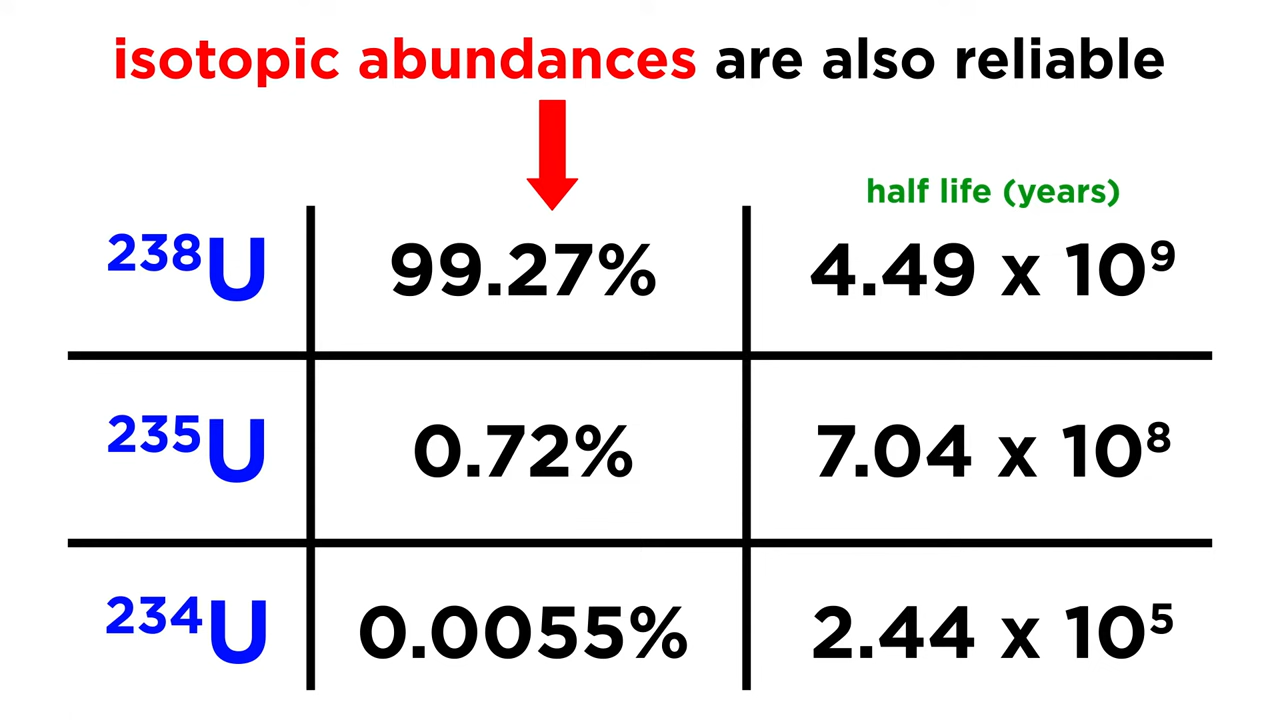 isotopic abundances are also reliable
half life (years)
²³⁸U 99.27% 4.49 x 10⁹
²³⁵U 0.72% 7.04 x 10⁸
²³⁴U 0.0055% 2.44 x 10⁵